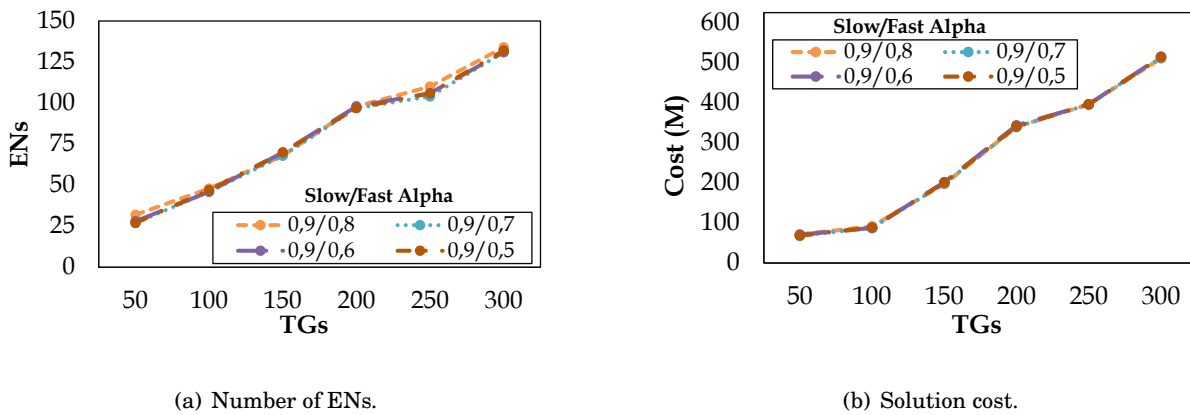 150
125
100
75
50
25
0
ENs
Slow/Fast Alpha
0,9/0,8 0,9/0,7
0,9/0,6 0,9/0,5
50 100 150 200 250 300
TGs
(a) Number of ENs.
600
500
400
300
200
100
0
Cost (M)
Slow/Fast Alpha
0,9/0,8 0,9/0,7
0,9/0,6 0,9/0,5
50 100 150 200 250 300
TGs
(b) Solution cost.